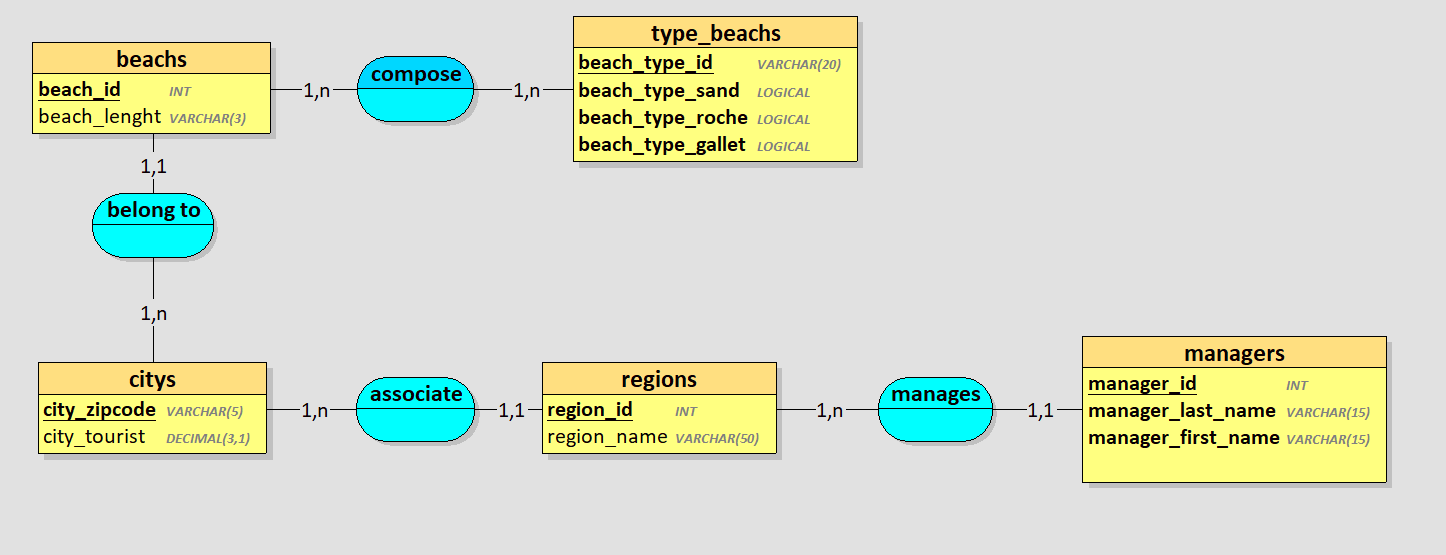 beachs
beach_id INT
beach_lenght VARCHAR(3)
1,n
compose
1,n
type_beachs
beach_type_id VARCHAR(20)
beach_type_sand LOGICAL
beach_type_roche LOGICAL
beach_type_gallet LOGICAL
1,1
belong to
1,n
citys
city_zipcode VARCHAR(5)
city_tourist DECIMAL(3,1)
1,n
associate
1,1
regions
region_id INT
region_name VARCHAR(50)
1,n
manages
1,1
managers
manager_id INT
manager_last_name VARCHAR(15)
manager_first_name VARCHAR(15)